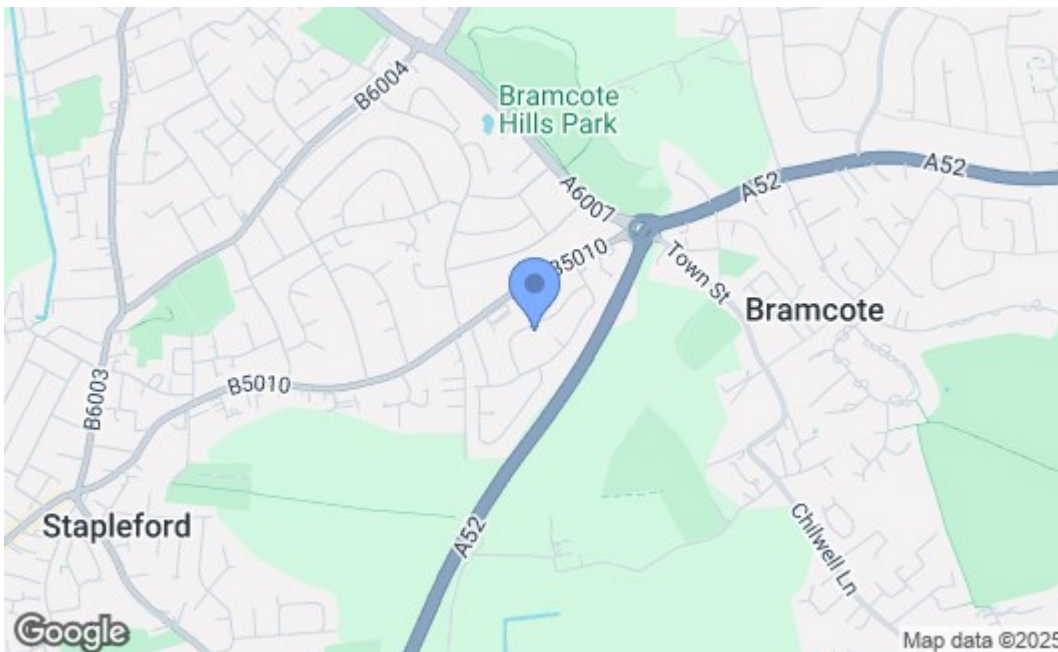 B6004
Bramcote
Hills Park
A6007
A52
A52
B5010
Town St
Bramcote
B5010
B6003
Stapleford
A52
Chilwell Ln
Google
Map data ©2025